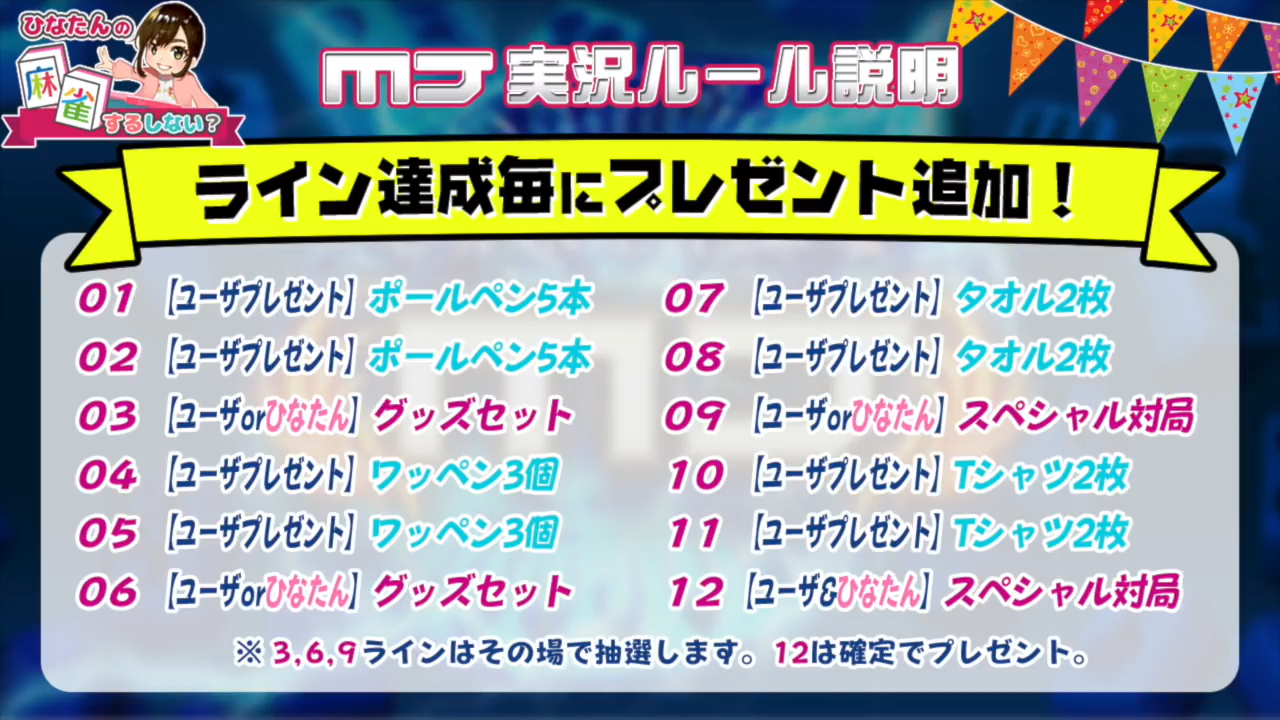 ひなたんの
麻雀
するしない？
MJ 実況ルール説明
ライン達成毎にプレゼント追加！
01 【ユーザプレゼント】 ボールペン5本
02 【ユーザプレゼント】 ボールペン5本
03 【ユーザorひなたん】 グッズセット
04 【ユーザプレゼント】 ワッペン3個
05 【ユーザプレゼント】 ワッペン3個
06 【ユーザorひなたん】 グッズセット
07 【ユーザプレゼント】 タオル2枚
08 【ユーザプレゼント】 タオル2枚
09 【ユーザorひなたん】 スペシャル対局
10 【ユーザプレゼント】 Tシャツ2枚
11 【ユーザプレゼント】 Tシャツ2枚
12 【ユーザ&ひなたん】 スペシャル対局
※ 3,6,9ラインはその場で抽選します。12は確定でプレゼント。